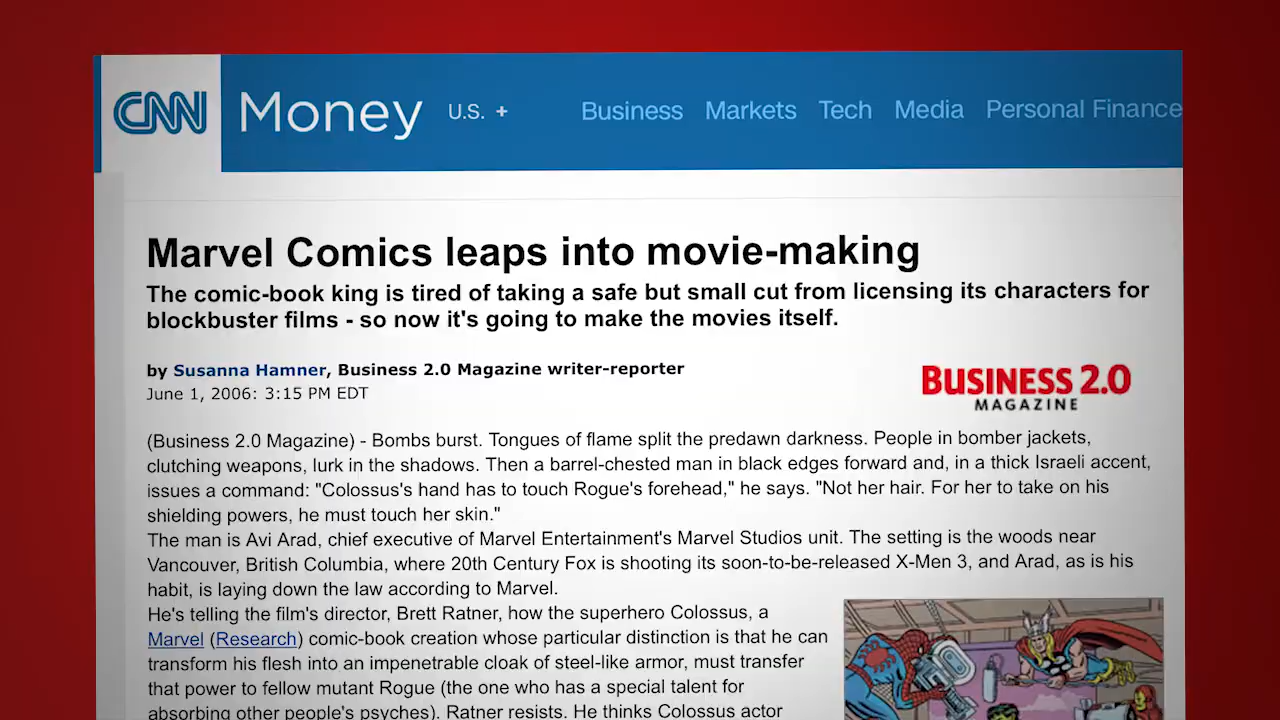 CNN Money U.S. + Business Markets Tech Media Personal Finance
Marvel Comics leaps into movie-making
The comic-book king is tired of taking a safe but small cut from licensing its characters for
blockbuster films - so now it's going to make the movies itself.
by Susanna Hamner, Business 2.0 Magazine writer-reporter
June 1, 2006: 3:15 PM EDT
BUSINESS 2.0
MAGAZINE
(Business 2.0 Magazine) - Bombs burst. Tongues of flame split the predawn darkness. People in bomber jackets,
clutching weapons, lurk in the shadows. Then a barrel-chested man in black edges forward and, in a thick Israeli accent,
issues a command: "Colossus's hand has to touch Rogue's forehead," he says. "Not her hair. For her to take on his
shielding powers, he must touch her skin."
The man is Avi Arad, chief executive of Marvel Entertainment's Marvel Studios unit. The setting is the woods near
Vancouver, British Columbia, where 20th Century Fox is shooting its soon-to-be-released X-Men 3, and Arad, as is his
habit, is laying down the law according to Marvel.
He's telling the film's director, Brett Ratner, how the superhero Colossus, a
Marvel (Research) comic-book creation whose particular distinction is that he can
transform his flesh into an impenetrable cloak of steel-like armor, must transfer
that power to fellow mutant Rogue (the one who has a special talent for
absorbing other people's psyches). Ratner resists. He thinks Colossus actor